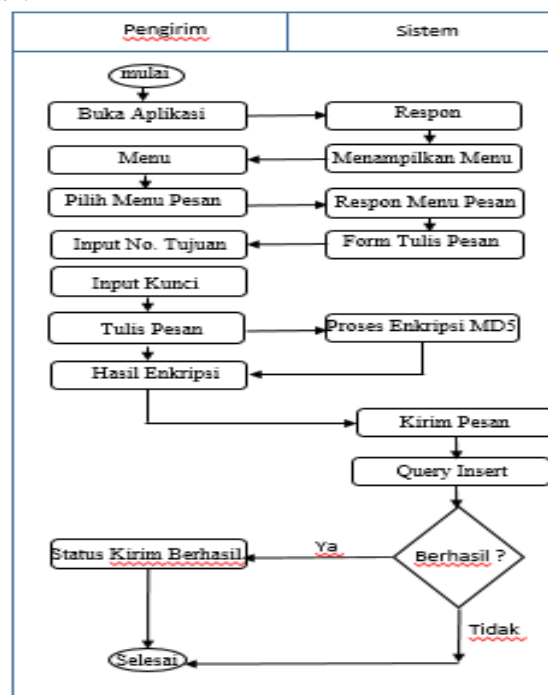 Pengirim
Sistem
mulai
Buka Aplikasi
Respon
Menu
Menampilkan Menu
Pilih Menu Pesan
Respon Menu Pesan
Input No. Tujuan
Form Tulis Pesan
Input Kunci
Tulis Pesan
Proses Enkripsi MD5
Hasil Enkripsi
Kirim Pesan
Query Insert
Status Kirim Berhasil
Ya
Berhasil ?
Tidak
Selesai